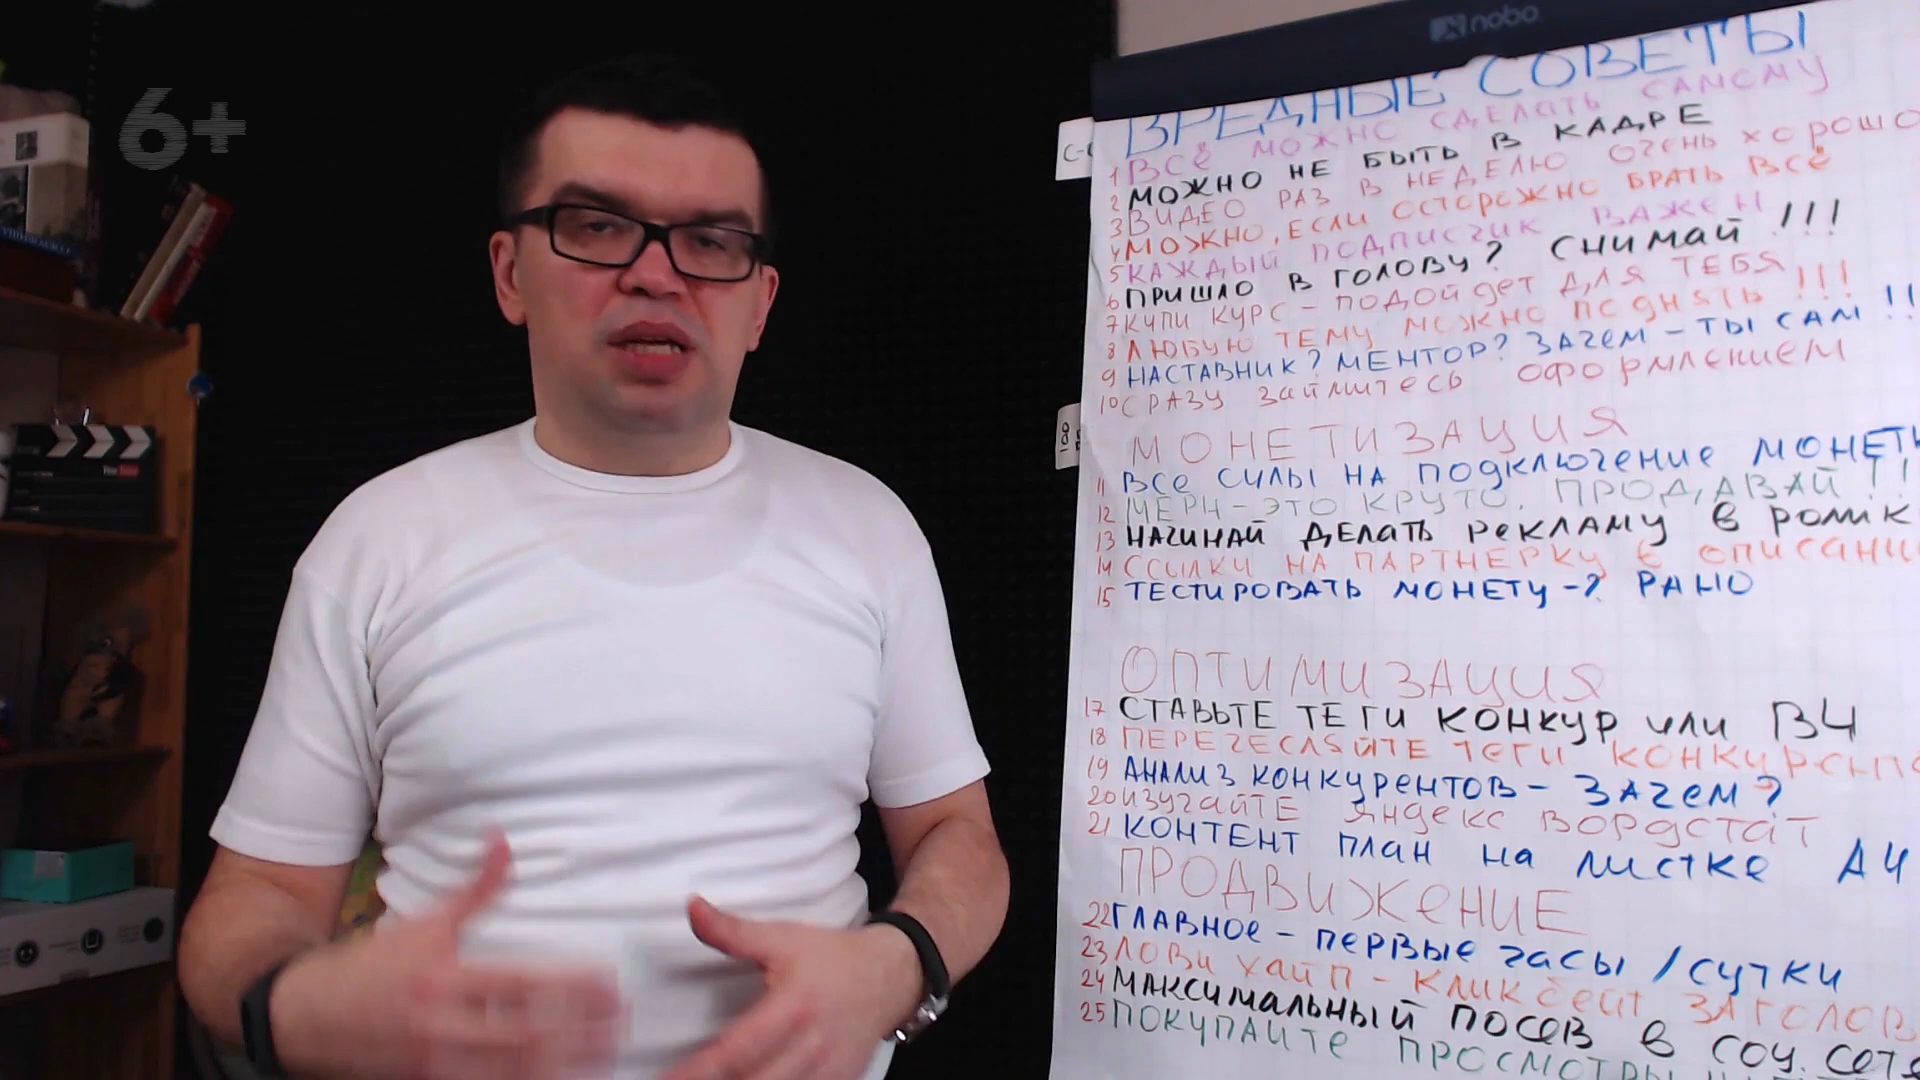 6+
nobo
ВРЕДНЫЕ СОВЕТЫ
1 ВСЁ МОЖНО СДЕЛАТЬ САМОМУ
2 МОЖНО НЕ БЫТЬ В КАДРЕ
3 ВИДЕО РАЗ В НЕДЕЛЮ ОЧЕНЬ ХОРОШО
4 МОЖНО, ЕСЛИ ОСТОРОЖНО БРАТЬ ВСЁ
5 КАЖДЫЙ ПОДПИСЧИК ВАЖЕН
6 ПРИШЛО В ГОЛОВУ? СНИМАЙ !!!
7 КУПИ КУРС - ПОДОЙДЕТ ДЛЯ ТЕБЯ
8 ЛЮБУЮ ТЕМУ МОЖНО ПОДНЯТЬ !!!
9 НАСТАВНИК? МЕНТОР? ЗАЧЕМ - ТЫ САМ !!
10 СРАЗУ ЗАЙМИТЕСЬ ОФОРМЛЕНИЕМ
МОНЕТИЗАЦИЯ
11 ВСЕ СИЛЫ НА ПОДКЛЮЧЕНИЕ МОНЕТИ
12 МЕРЧ - ЭТО КРУТО. ПРОДАВАЙ !!
13 НАЧИНАЙ ДЕЛАТЬ РЕКЛАМУ В РОЛИК
14 ССЫЛКИ НА ПАРТНЕРКУ В ОПИСАНИ
15 ТЕСТИРОВАТЬ МОНЕТУ -? РАНО
ОПТИМИЗАЦИЯ
17 СТАВЬТЕ ТЕГИ КОНКУР ИЛИ ВЧ
18 ПЕРЕЧЕСЛЯЙТЕ ТЕГИ
19 АНАЛИЗ КОНКУРЕНТОВ - ЗАЧЕМ?
20 ИЗУЧАЙТЕ ЯНДЕКС ВОРДСТАТ
21 КОНТЕНТ ПЛАН НА ЛИСТКЕ А4
ПРОДВИЖЕНИЕ
22 ГЛАВНОЕ - ПЕРВЫЕ ЧАСЫ / СУТКИ
23 ЛОВИ ХАЙП - КЛИКБЕЙТ ЗАГОЛОВ
24 МАКСИМАЛЬНЫЙ ПОСЕВ В СОЦ. СЕТЯ
25 ПОКУПАЙТЕ ПРОСМОТРЫ